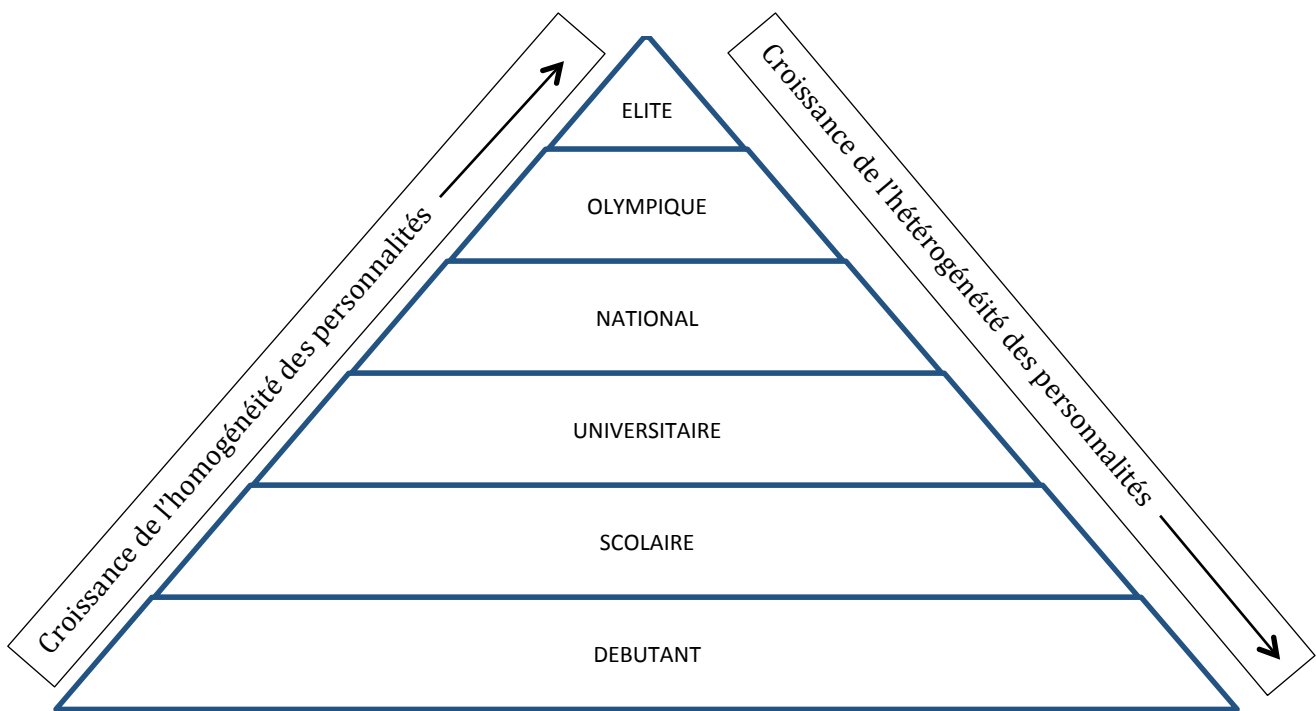 Croissance de l'homogénéité des personnalités
Croissance de l'hétérogénéité des personnalités
ELITE
OLYMPIQUE
NATIONAL
UNIVERSITAIRE
SCOLAIRE
DEBUTANT